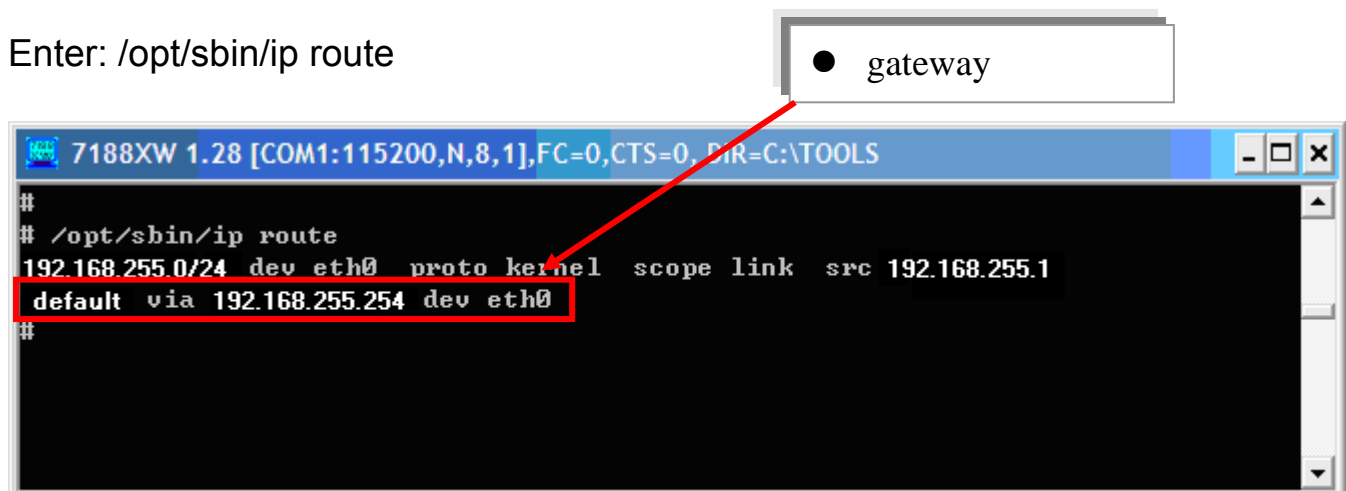 Enter: /opt/sbin/ip route
● gateway
7188XW 1.28 [COM1:115200,N,8,1],FC=0,CTS=0, DIR=C:\TOOLS
#
# /opt/sbin/ip route
192.168.255.0/24 dev eth0 proto kernel scope link src 192.168.255.1
default via 192.168.255.254 dev eth0
#